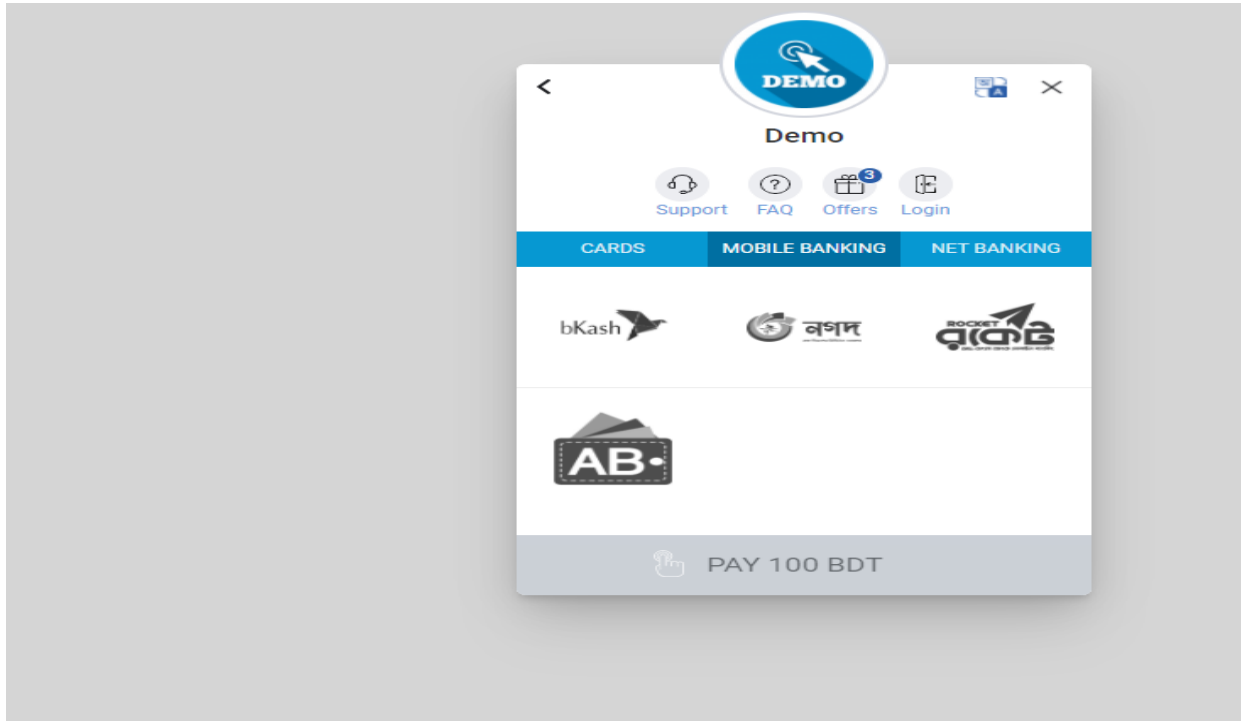 DEMO
Demo
3
Support FAQ Offers Login
CARDS MOBILE BANKING NET BANKING
bKash নগদ ROCKET রকেট
AB
PAY 100 BDT